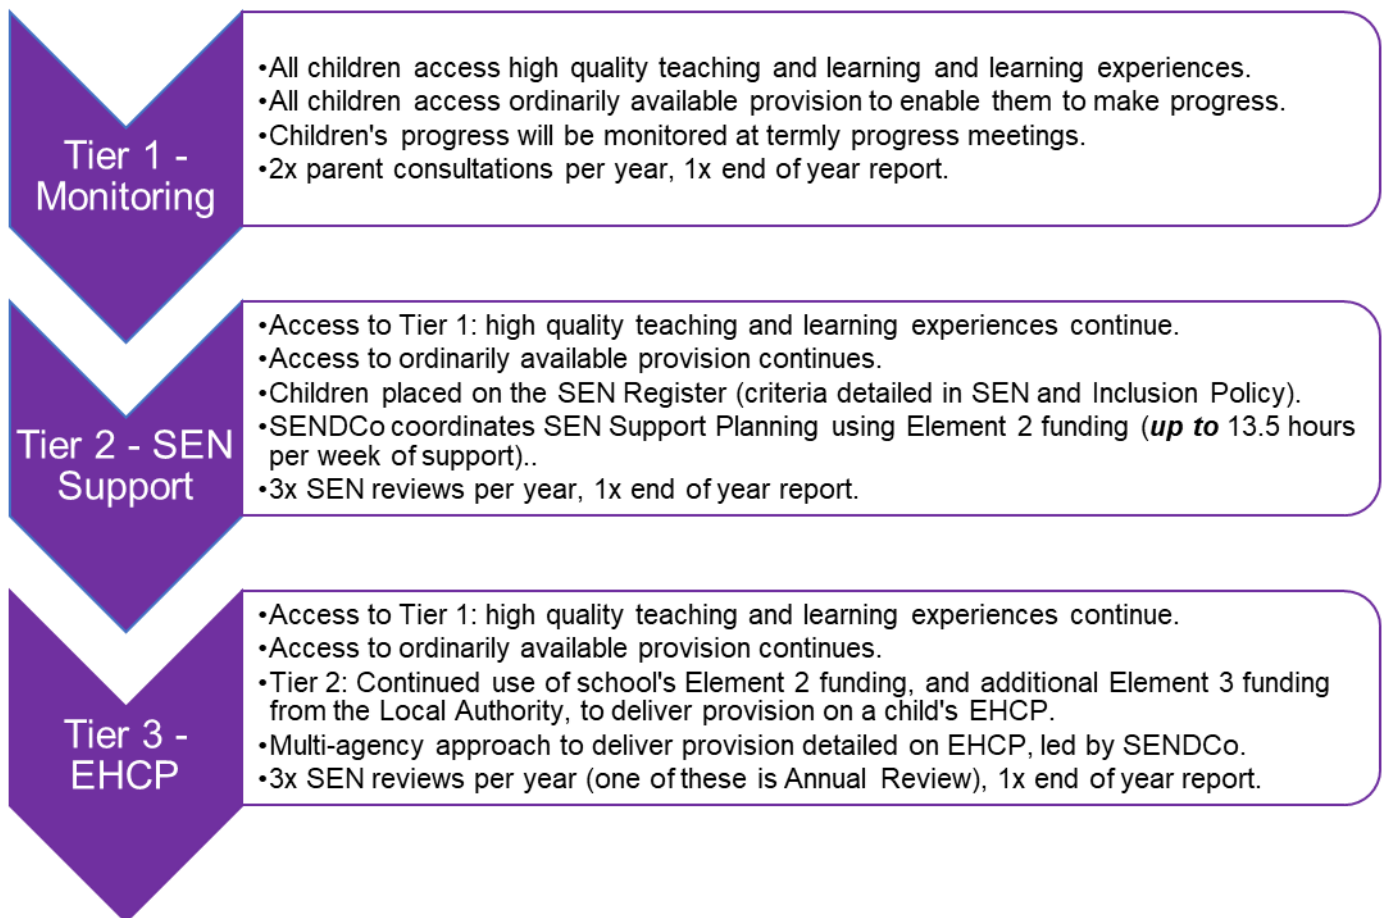 Tier 1 -
Monitoring
•All children access high quality teaching and learning and learning experiences.
•All children access ordinarily available provision to enable them to make progress.
•Children's progress will be monitored at termly progress meetings.
•2x parent consultations per year, 1x end of year report.
Tier 2 - SEN
Support
•Access to Tier 1: high quality teaching and learning experiences continue.
•Access to ordinarily available provision continues.
•Children placed on the SEN Register (criteria detailed in SEN and Inclusion Policy).
•SENDCo coordinates SEN Support Planning using Element 2 funding (up to 13.5 hours
per week of support)..
•3x SEN reviews per year, 1x end of year report.
Tier 3 -
EHCP
•Access to Tier 1: high quality teaching and learning experiences continue.
•Access to ordinarily available provision continues.
•Tier 2: Continued use of school's Element 2 funding, and additional Element 3 funding
from the Local Authority, to deliver provision on a child's EHCP.
•Multi-agency approach to deliver provision detailed on EHCP, led by SENDCo.
•3x SEN reviews per year (one of these is Annual Review), 1x end of year report.